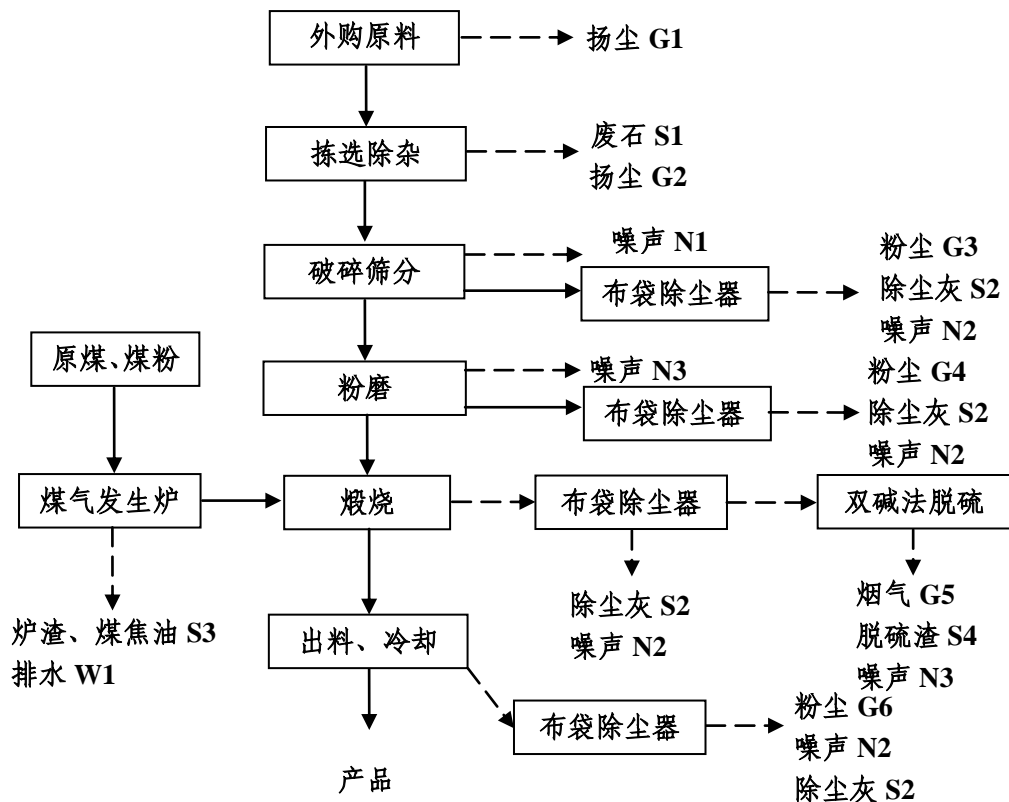 外购原料
扬尘 G1
拣选除杂
废石 S1
扬尘 G2
破碎筛分
噪声 N1
布袋除尘器
粉尘 G3
除尘灰 S2
噪声 N2
原煤、煤粉
粉磨
噪声 N3
布袋除尘器
粉尘 G4
除尘灰 S2
噪声 N2
煤气发生炉
煅烧
布袋除尘器
双碱法脱硫
炉渣、煤焦油 S3
排水 W1
除尘灰 S2
噪声 N2
烟气 G5
脱硫渣 S4
噪声 N3
出料、冷却
布袋除尘器
粉尘 G6
噪声 N2
除尘灰 S2
产品